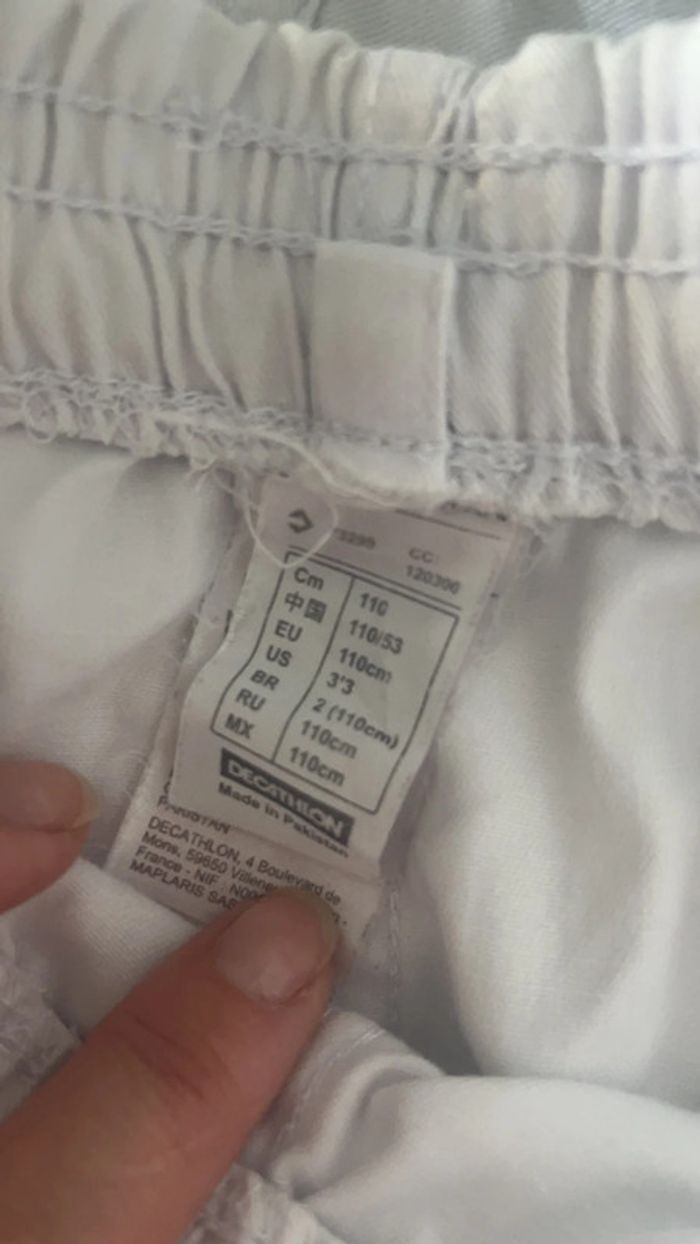 CC:
120300
Cm 110
中国 110/53
EU 110cm
US 3'3
BR 2 (110cm)
RU 110cm
MX 110cm
DECATHLON
Made in Pakistan
PAKISTAN
DECATHLON, 4 Boulevard de
Mons, 59650
France - NIF
MAPLARIS